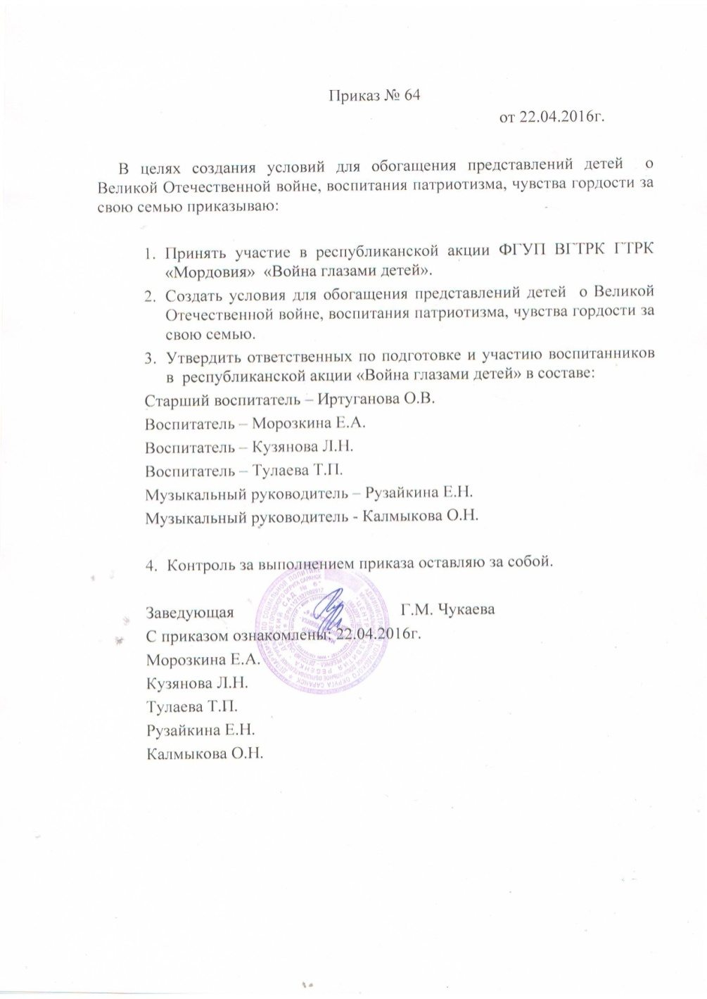 Приказ № 64
от 22.04.2016г.
В целях создания условий для обогащения представлений детей о
Великой Отечественной войне, воспитания патриотизма, чувства гордости за
свою семью приказываю:
1. Принять участие в республиканской акции ФГУП ВГТРК ГТРК
«Мордовия» «Война глазами детей».
2. Создать условия для обогащения представлений детей о Великой
Отечественной войне, воспитания патриотизма, чувства гордости за
свою семью.
3. Утвердить ответственных по подготовке и участию воспитанников
в республиканской акции «Война глазами детей» в составе:
Старший воспитатель – Иртуганова О.В.
Воспитатель – Морозкина Е.А.
Воспитатель – Кузянова Л.Н.
Воспитатель – Тулаева Т.П.
Музыкальный руководитель – Рузайкина Е.Н.
Музыкальный руководитель - Калмыкова О.Н.
4. Контроль за выполнением приказа оставляю за собой.
Заведующая Г.М. Чукаева
С приказом ознакомлены: 22.04.2016г.
Морозкина Е.А.
Кузянова Л.Н.
Тулаева Т.П.
Рузайкина Е.Н.
Калмыкова О.Н.